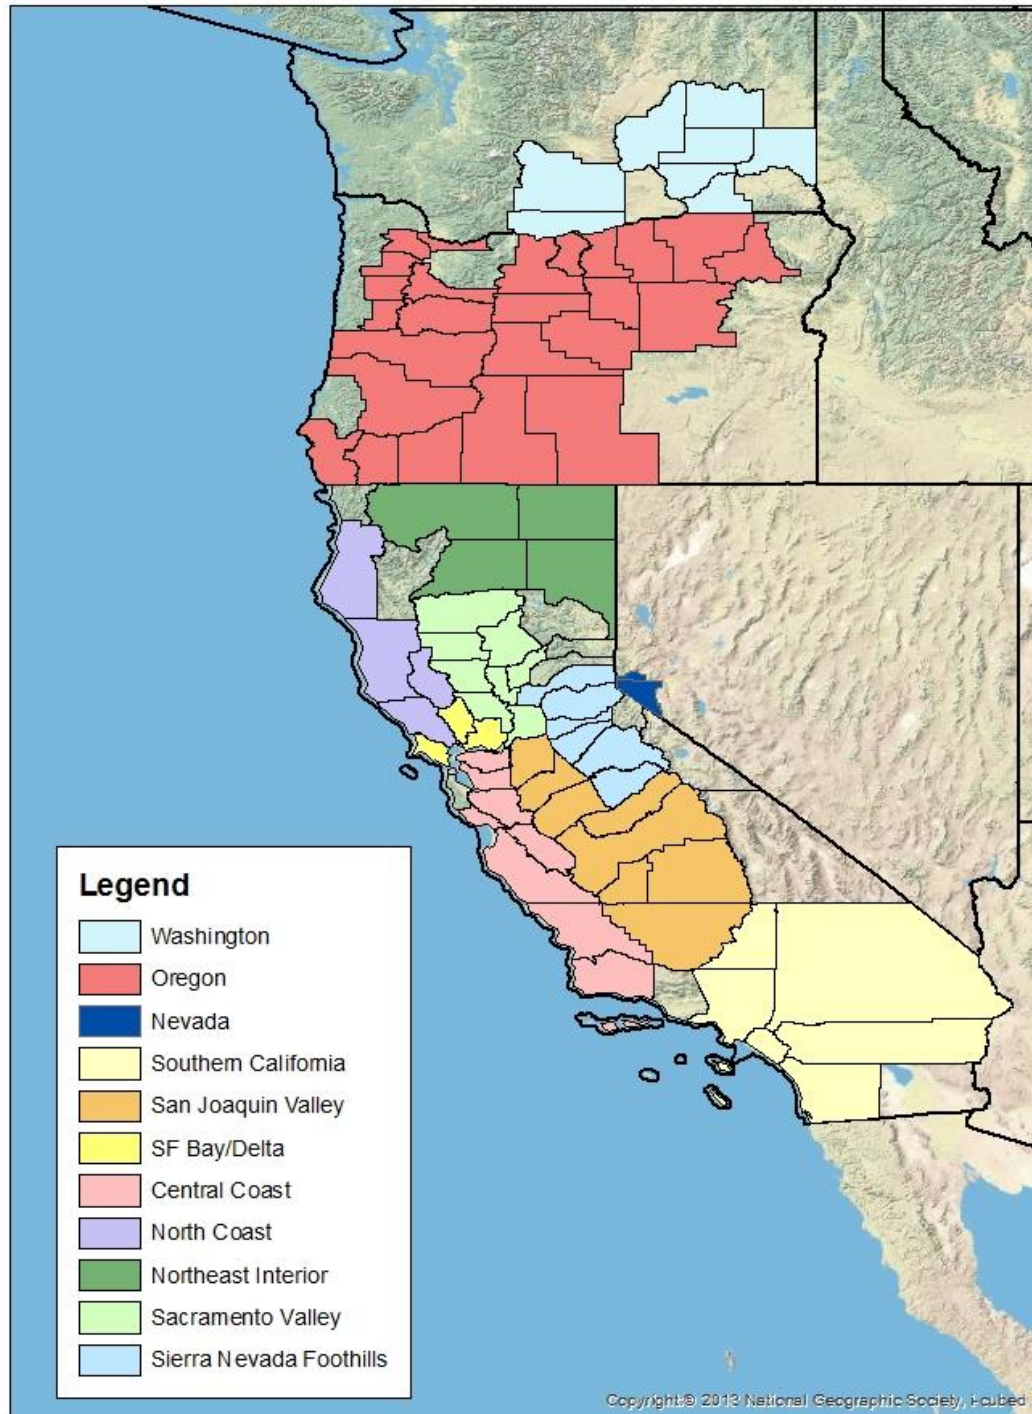 Legend
Washington
Oregon
Nevada
Southern California
San Joaquin Valley
SF Bay/Delta
Central Coast
North Coast
Northeast Interior
Sacramento Valley
Sierra Nevada Foothills
Copyright:© 2013 National Geographic Society, i-cubed